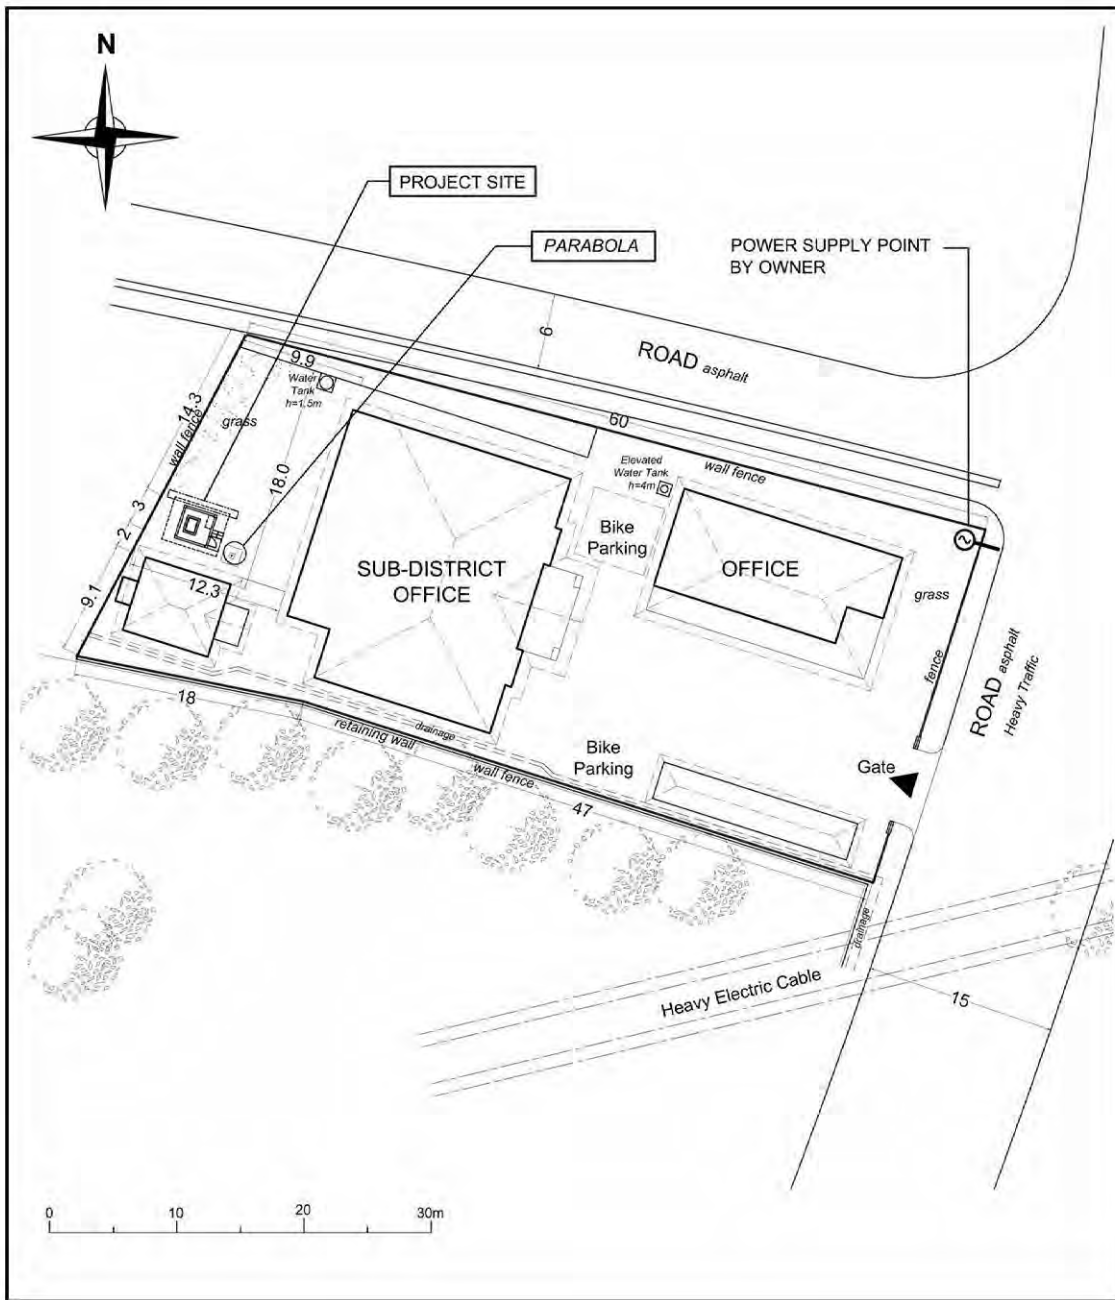 N
PROJECT SITE
PARABOLA
POWER SUPPLY POINT
BY OWNER
6
ROAD asphalt
9.9
Water
Tank
h=1.5m
60
14.3
wall fence
grass
18.0
Elevated
Water Tank
h=4m
wall fence
3
2
Bike
Parking
SUB-DISTRICT
OFFICE
OFFICE
12.3
9.1
grass
fence
ROAD asphalt
Heavy Traffic
18
retaining wall
drainage
wall fence
Bike
Parking
Gate
47
drainage
Heavy Electric Cable
15
0 10 20 30m